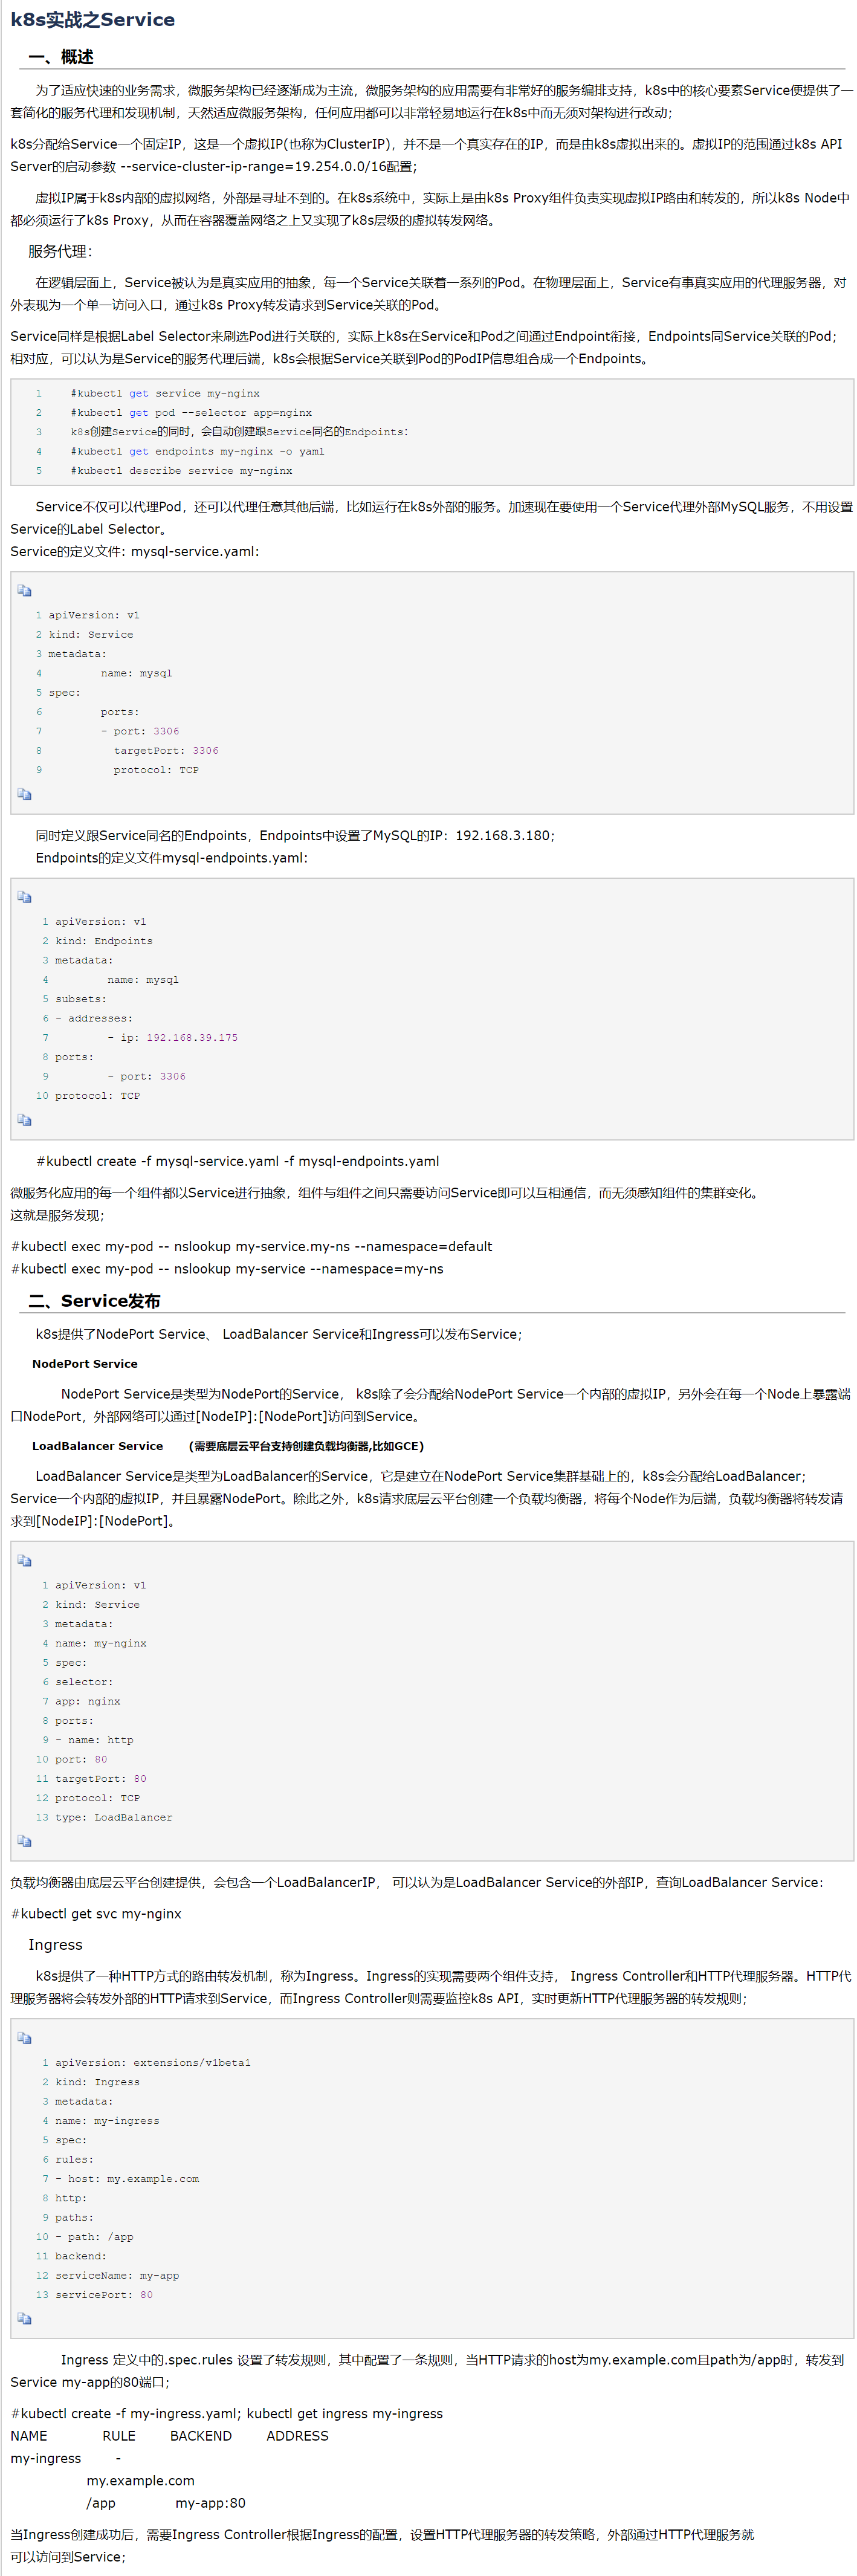 k8s实战之Service
一、概述
为了适应快速的业务需求，微服务架构已经逐渐成为主流，微服务架构的应用需要有非常好的服务编排支持，k8s中的核心要素Service便提供了一
套简化的服务代理和发现机制，天然适应微服务架构，任何应用都可以非常轻易地运行在k8s中而无须对架构进行改动；
k8s分配给Service一个固定IP，这是一个虚拟IP(也称为ClusterIP)，并不是一个真实存在的IP，而是由k8s虚拟出来的。虚拟IP的范围通过k8s API
Server的启动参数 --service-cluster-ip-range=19.254.0.0/16配置；
虚拟IP属于k8s内部的虚拟网络，外部是寻址不到的。在k8s系统中，实际上是由k8s Proxy组件负责实现虚拟IP路由和转发的，所以k8s Node中
都必须运行了k8s Proxy，从而在容器覆盖网络之上又实现了k8s层级的虚拟转发网络。
服务代理：
在逻辑层面上，Service被认为是真实应用的抽象，每一个Service关联着一系列的Pod。在物理层面上，Service有事真实应用的代理服务器，对
外表现为一个单一访问入口，通过k8s Proxy转发请求到Service关联的Pod。
Service同样是根据Label Selector来刷选Pod进行关联的，实际上k8s在Service和Pod之间通过Endpoint衔接，Endpoints同Service关联的Pod；
相对应，可以认为是Service的服务代理后端，k8s会根据Service关联到Pod的PodIP信息组合成一个Endpoints。
1 #kubectl get service my-nginx
2 #kubectl get pod --selector app=nginx
3 k8s创建Service的同时，会自动创建跟Service同名的Endpoints：
4 #kubectl get endpoints my-nginx -o yaml
5 #kubectl describe service my-nginx
Service不仅可以代理Pod，还可以代理任意其他后端，比如运行在k8s外部的服务。加速现在要使用一个Service代理外部MySQL服务，不用设置
Service的Label Selector。
Service的定义文件: mysql-service.yaml：
1 apiVersion: v1
2 kind: Service
3 metadata:
4 name: mysql
5 spec:
6 ports:
7 - port: 3306
8 targetPort: 3306
9 protocol: TCP
同时定义跟Service同名的Endpoints，Endpoints中设置了MySQL的IP：192.168.3.180；
Endpoints的定义文件mysql-endpoints.yaml：
1 apiVersion: v1
2 kind: Endpoints
3 metadata:
4 name: mysql
5 subsets:
6 - addresses:
7 - ip: 192.168.39.175
8 ports:
9 - port: 3306
10 protocol: TCP
#kubectl create -f mysql-service.yaml -f mysql-endpoints.yaml
微服务化应用的每一个组件都以Service进行抽象，组件与组件之间只需要访问Service即可以互相通信，而无须感知组件的集群变化。
这就是服务发现；
#kubectl exec my-pod -- nslookup my-service.my-ns --namespace=default
#kubectl exec my-pod -- nslookup my-service --namespace=my-ns
二、Service发布
k8s提供了NodePort Service、 LoadBalancer Service和Ingress可以发布Service；
NodePort Service
NodePort Service是类型为NodePort的Service， k8s除了会分配给NodePort Service一个内部的虚拟IP，另外会在每一个Node上暴露端
口NodePort，外部网络可以通过[NodeIP]:[NodePort]访问到Service。
LoadBalancer Service (需要底层云平台支持创建负载均衡器,比如GCE)
LoadBalancer Service是类型为LoadBalancer的Service，它是建立在NodePort Service集群基础上的，k8s会分配给LoadBalancer；
Service一个内部的虚拟IP，并且暴露NodePort。除此之外，k8s请求底层云平台创建一个负载均衡器，将每个Node作为后端，负载均衡器将转发请
求到[NodeIP]:[NodePort]。
1 apiVersion: v1
2 kind: Service
3 metadata:
4 name: my-nginx
5 spec:
6 selector:
7 app: nginx
8 ports:
9 - name: http
10 port: 80
11 targetPort: 80
12 protocol: TCP
13 type: LoadBalancer
负载均衡器由底层云平台创建提供，会包含一个LoadBalancerIP， 可以认为是LoadBalancer Service的外部IP，查询LoadBalancer Service：
#kubectl get svc my-nginx
Ingress
k8s提供了一种HTTP方式的路由转发机制，称为Ingress。Ingress的实现需要两个组件支持， Ingress Controller和HTTP代理服务器。HTTP代
理服务器将会转发外部的HTTP请求到Service，而Ingress Controller则需要监控k8s API，实时更新HTTP代理服务器的转发规则；
1 apiVersion: extensions/v1beta1
2 kind: Ingress
3 metadata:
4 name: my-ingress
5 spec:
6 rules:
7 - host: my.example.com
8 http:
9 paths:
10 - path: /app
11 backend:
12 serviceName: my-app
13 servicePort: 80
Ingress 定义中的.spec.rules 设置了转发规则，其中配置了一条规则，当HTTP请求的host为my.example.com且path为/app时，转发到
Service my-app的80端口；
#kubectl create -f my-ingress.yaml; kubectl get ingress my-ingress
NAME RULE BACKEND ADDRESS
my-ingress -
my.example.com
/app my-app:80
当Ingress创建成功后，需要Ingress Controller根据Ingress的配置，设置HTTP代理服务器的转发策略，外部通过HTTP代理服务就
可以访问到Service；